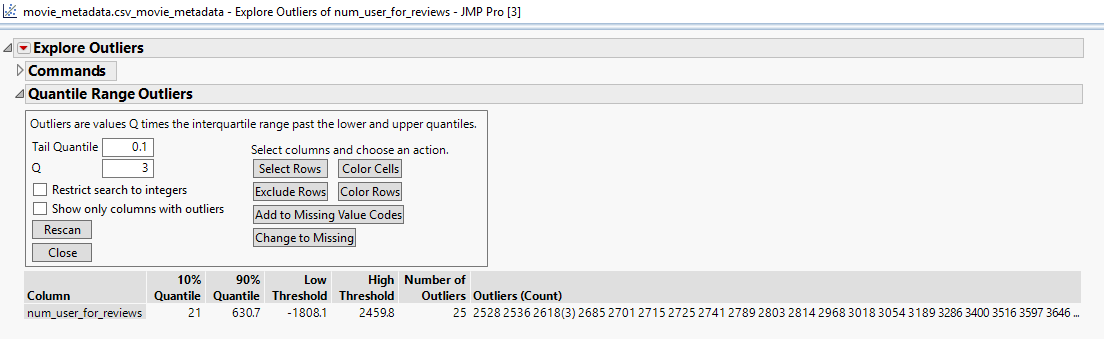 movie_metadata.csv_movie_metadata - Explore Outliers of num_user_for_reviews - JMP Pro [3]
Explore Outliers
Commands
Quantile Range Outliers
Outliers are values Q times the interquartile range past the lower and upper quantiles.
Tail Quantile 0.1
Select columns and choose an action.
Q 3
Select Rows Color Cells
Restrict search to integers
Exclude Rows Color Rows
Show only columns with outliers
Add to Missing Value Codes
Rescan
Change to Missing
Close
10% 90% Low High Number of
Column Quantile Quantile Threshold Threshold Outliers Outliers (Count)
num_user_for_reviews 21 630.7 -1808.1 2459.8 25 2528 2536 2618(3) 2685 2701 2715 2725 2741 2789 2803 2814 2968 3018 3054 3189 3286 3400 3516 3597 3646 ...